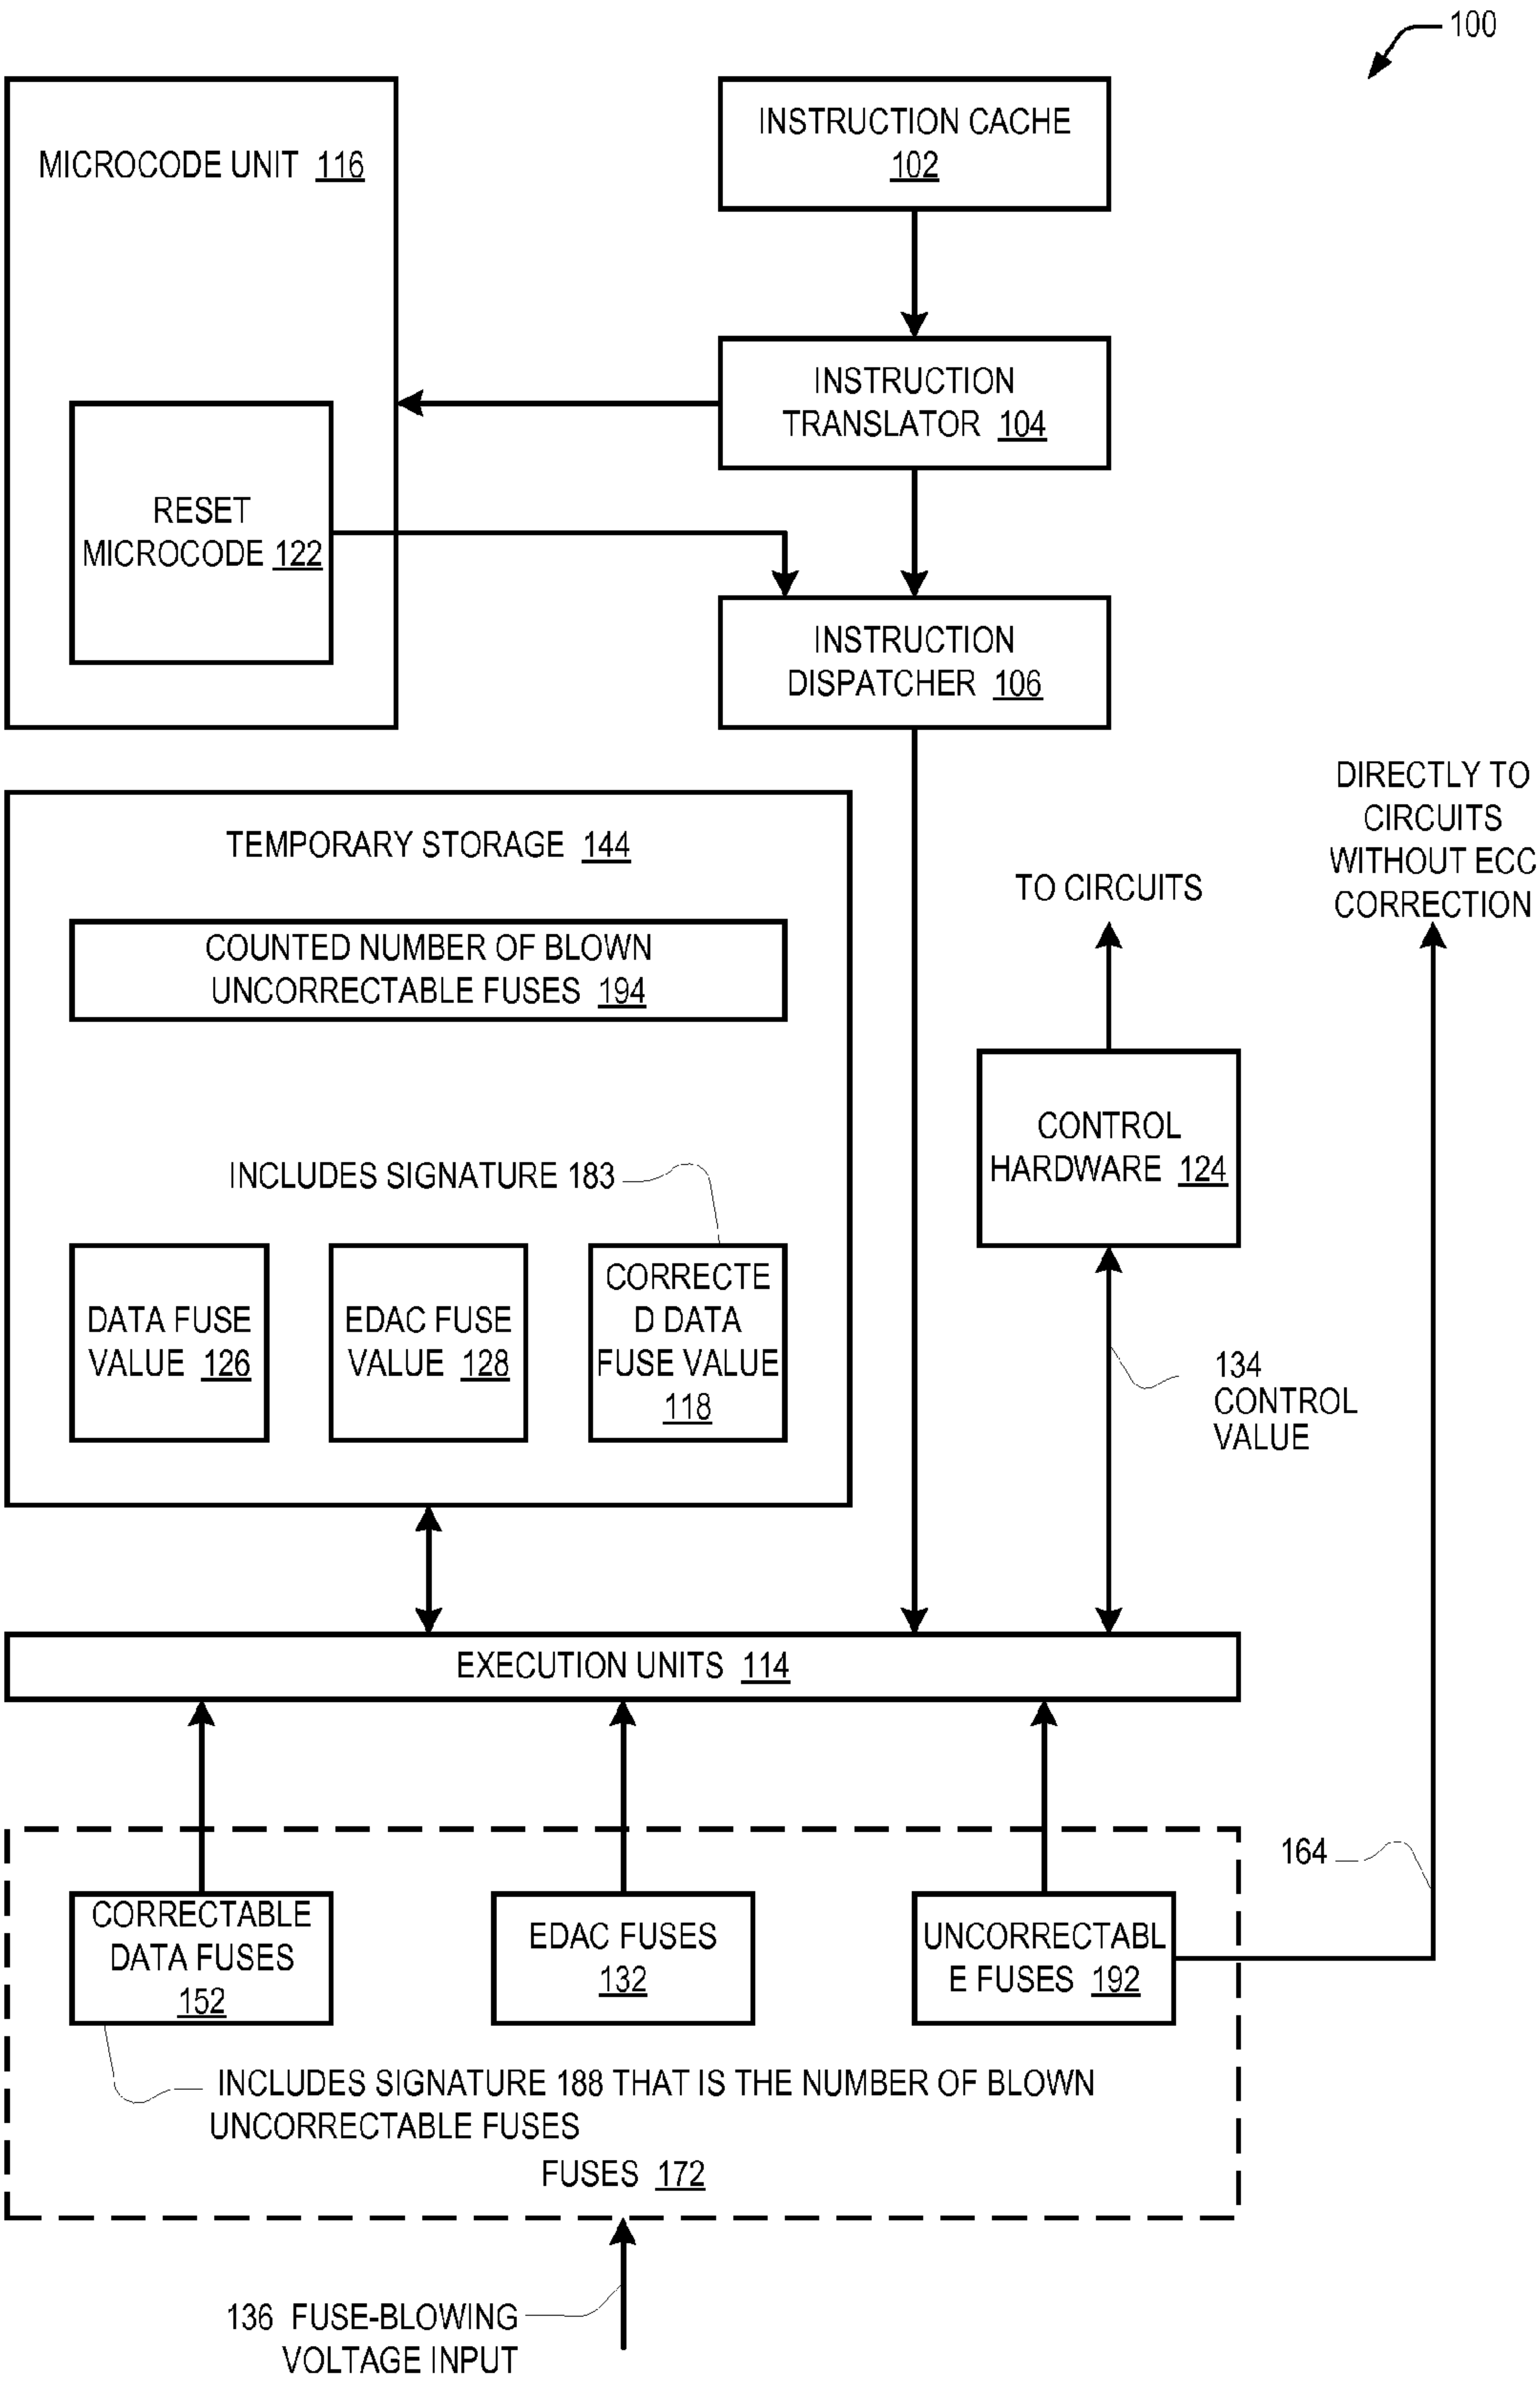 100
INSTRUCTION CACHE
102
MICROCODE UNIT 116
INSTRUCTION
TRANSLATOR 104
RESET
MICROCODE 122
INSTRUCTION
DISPATCHER 106
DIRECTLY TO
CIRCUITS
WITHOUT ECC
CORRECTION
TEMPORARY STORAGE 144
TO CIRCUITS
COUNTED NUMBER OF BLOWN
UNCORRECTABLE FUSES 194
CONTROL
HARDWARE 124
INCLUDES SIGNATURE 183
DATA FUSE
VALUE 126
EDAC FUSE
VALUE 128
CORRECTE
D DATA
FUSE VALUE
118
134
CONTROL
VALUE
EXECUTION UNITS 114
164
CORRECTABLE
DATA FUSES
152
EDAC FUSES
132
UNCORRECTABL
E FUSES 192
INCLUDES SIGNATURE 188 THAT IS THE NUMBER OF BLOWN
UNCORRECTABLE FUSES
FUSES 172
136 FUSE-BLOWING
VOLTAGE INPUT